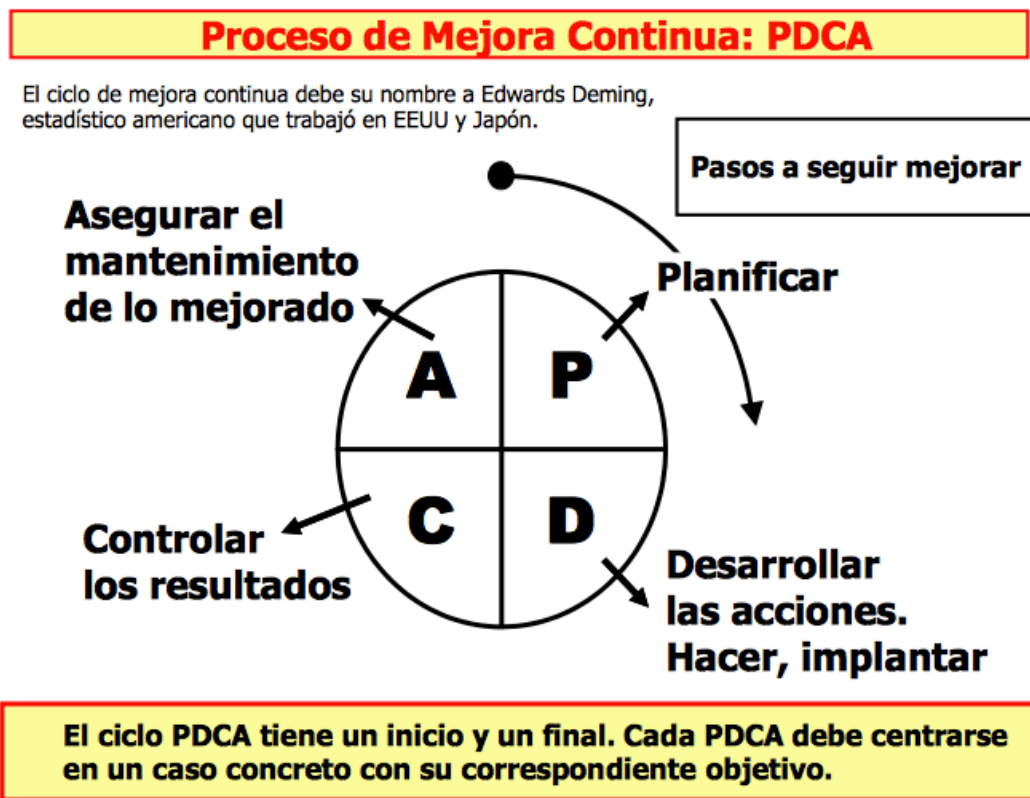 Proceso de Mejora Continua: PDCA
El ciclo de mejora continua debe su nombre a Edwards Deming,
estadístico americano que trabajó en EEUU y Japón.
Pasos a seguir mejorar
Asegurar el
mantenimiento
de lo mejorado
Planificar
A
P
C
D
Controlar
los resultados
Desarrollar
las acciones.
Hacer, implantar
El ciclo PDCA tiene un inicio y un final. Cada PDCA debe centrarse
en un caso concreto con su correspondiente objetivo.